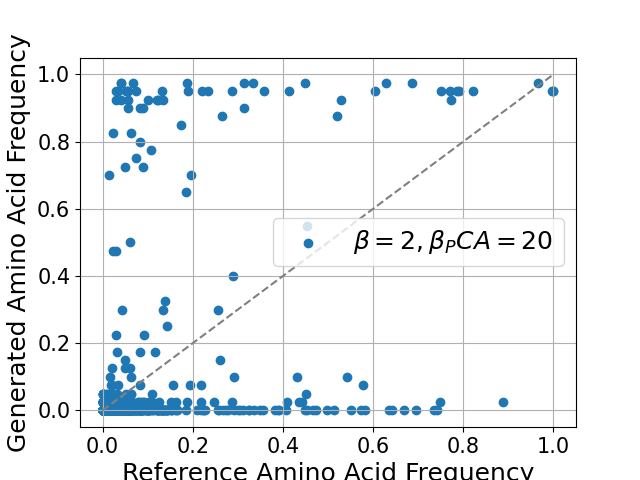 Generated Amino Acid Frequency
1.0
0.8
0.6
0.4
0.2
0.0
β = 2, β_PCA = 20
0.0 0.2 0.4 0.6 0.8 1.0
Reference Amino Acid Frequency